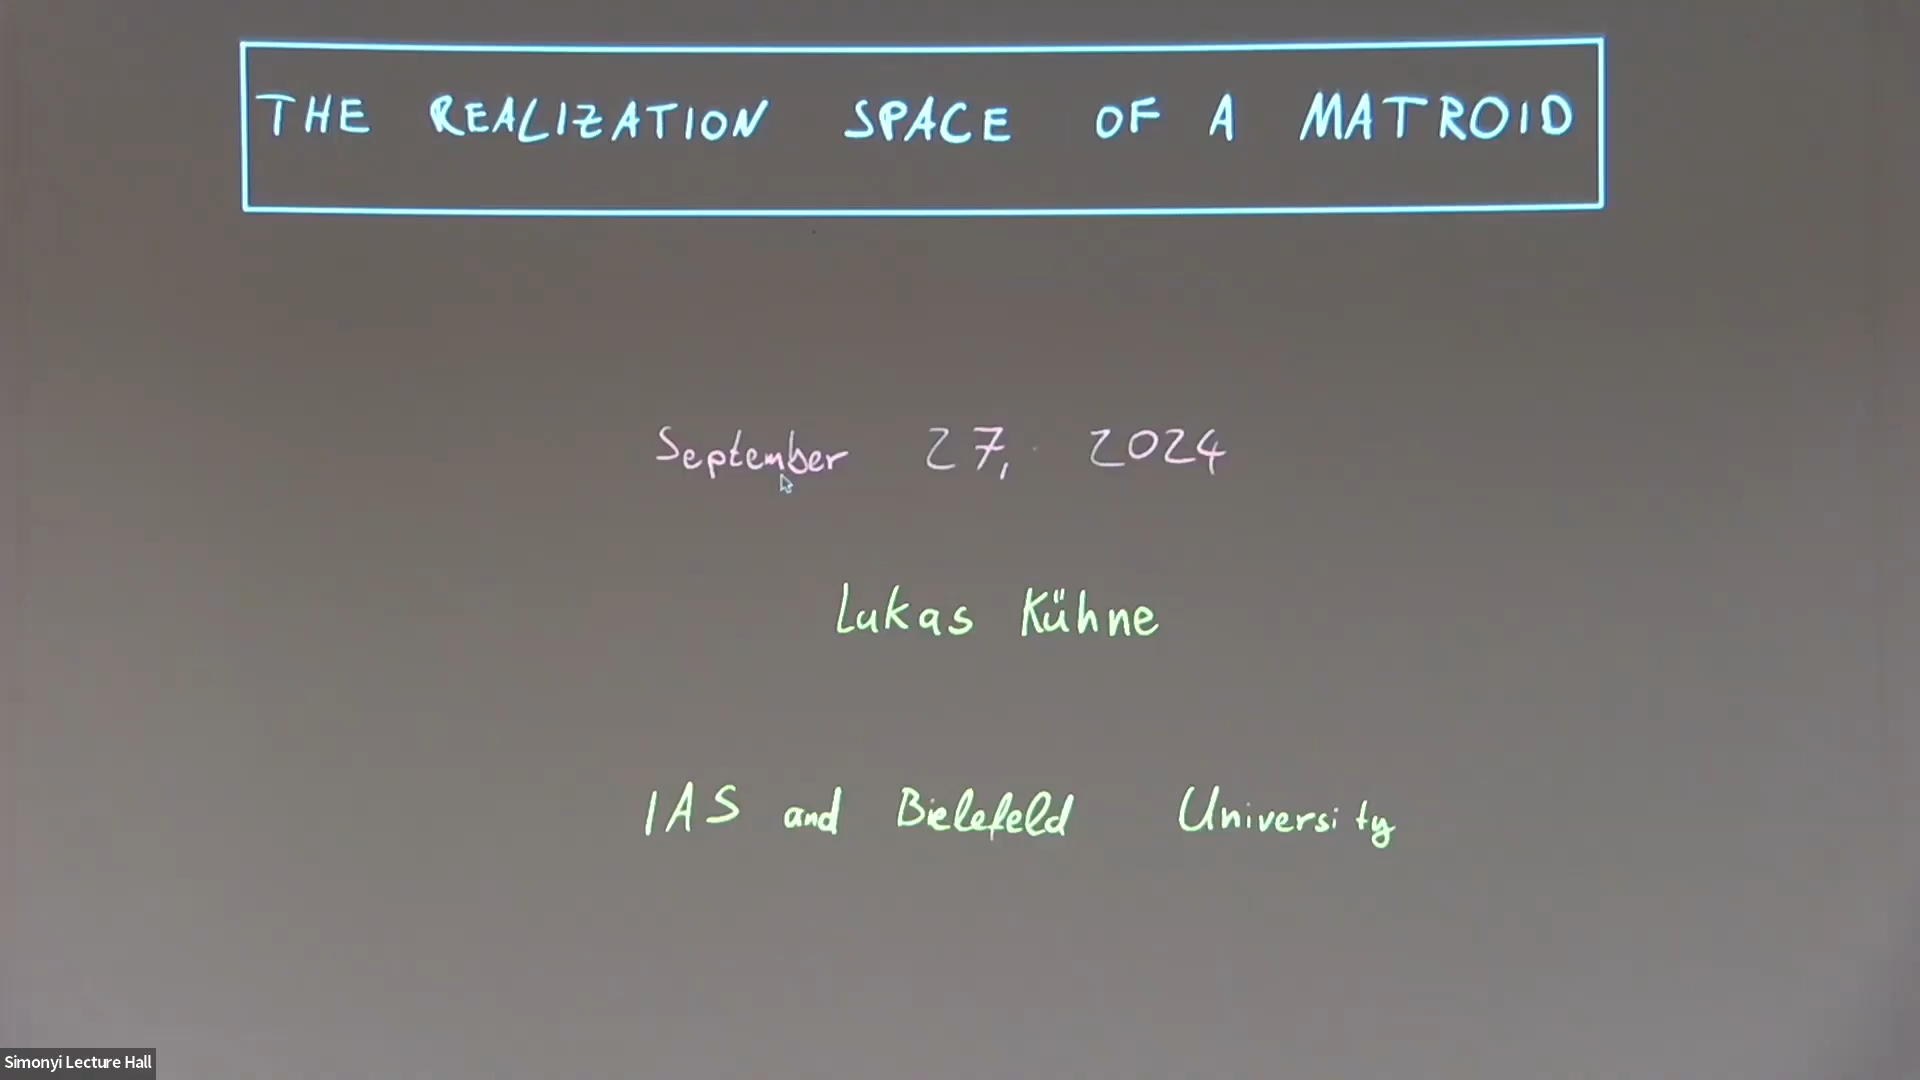 THE REALIZATION SPACE OF A MATROID
September 27, 2024
Lukas Kühne
IAS and Bielefeld University
Simonyi Lecture Hall